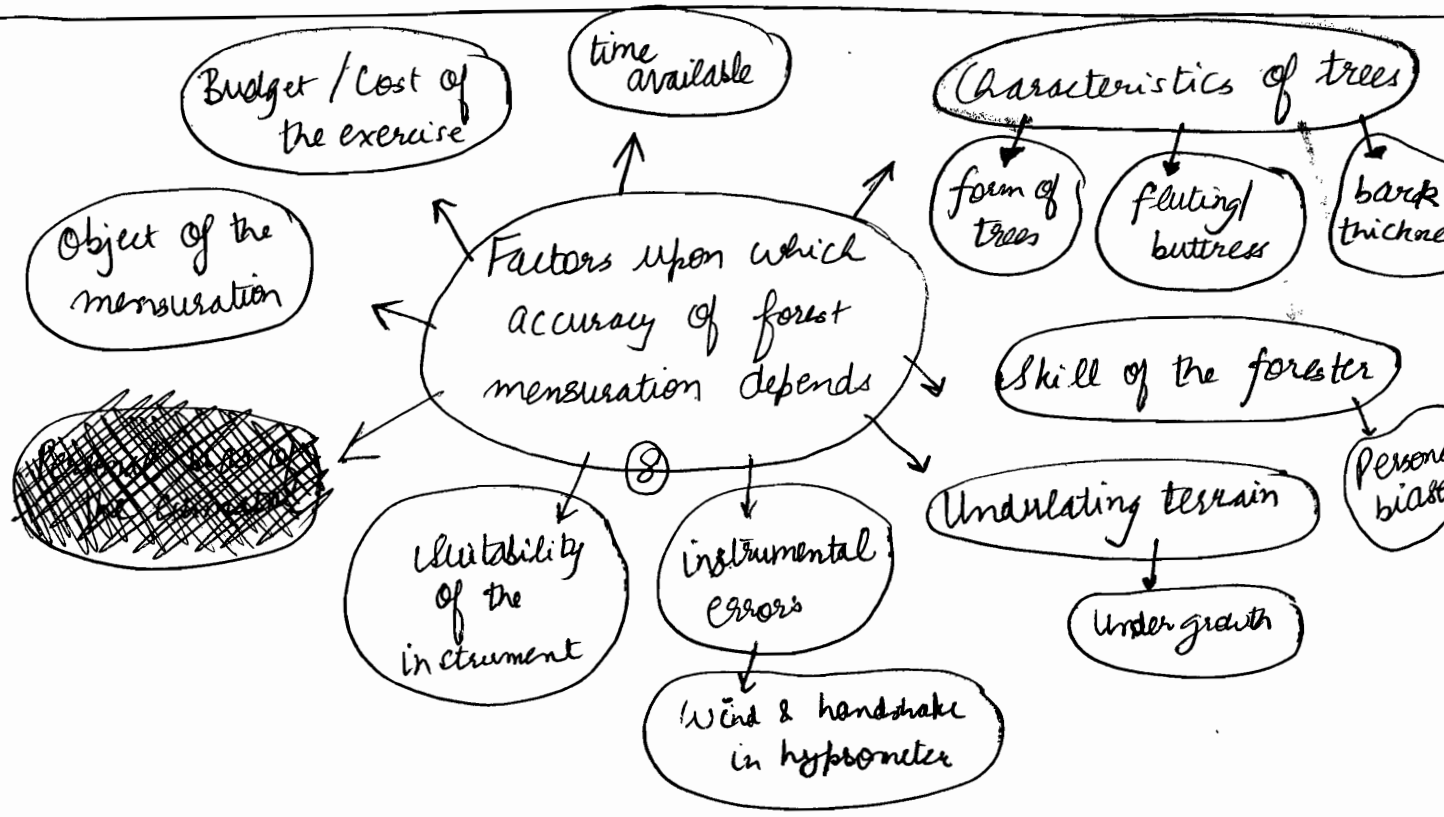 Budget / Cost of
the exercise
time
available
Characteristics of trees
form of
trees
fluting/
buttress
bark
Object of the
mensuration
Factors upon which
accuracy of forest
mensuration depends
8
Skill of the forester
Undulating terrain
Undergrowth
Suitability
of the
instrument
instrumental
errors
Wind & handshake
in hypsometer